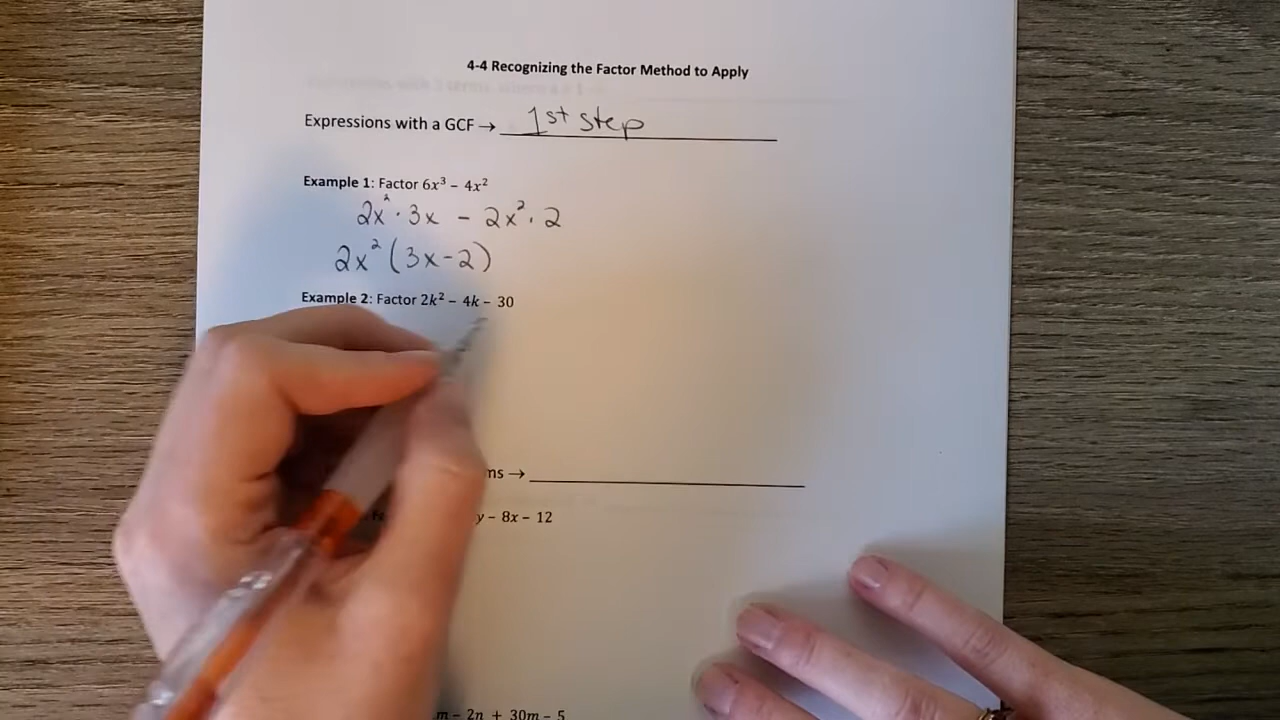 4-4 Recognizing the Factor Method to Apply
Expressions with a GCF → 1st step
Example 1: Factor 6x³ − 4x²
2x² · 3x − 2x² · 2
2x² (3x-2)
Example 2: Factor 2k² − 4k − 30
→
y − 8x − 12
m − 2n + 30m − 5